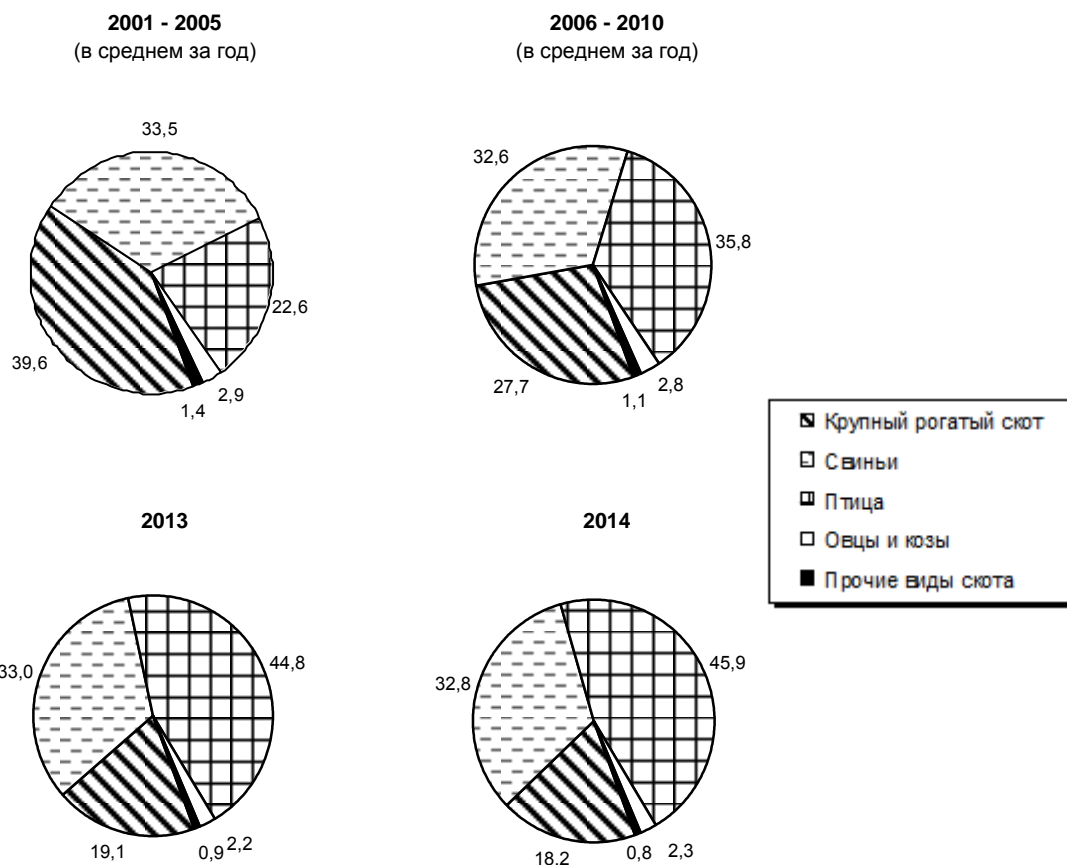 2001 - 2005
(в среднем за год)
33,5
22,6
2,9
1,4
39,6
2006 - 2010
(в среднем за год)
32,6
35,8
2,8
1,1
27,7
Крупный рогатый скот
Свиньи
Птица
Овцы и козы
Прочие виды скота
2013
33,0
44,8
2,2
0,9
19,1
2014
32,8
45,9
2,3
0,8
18,2